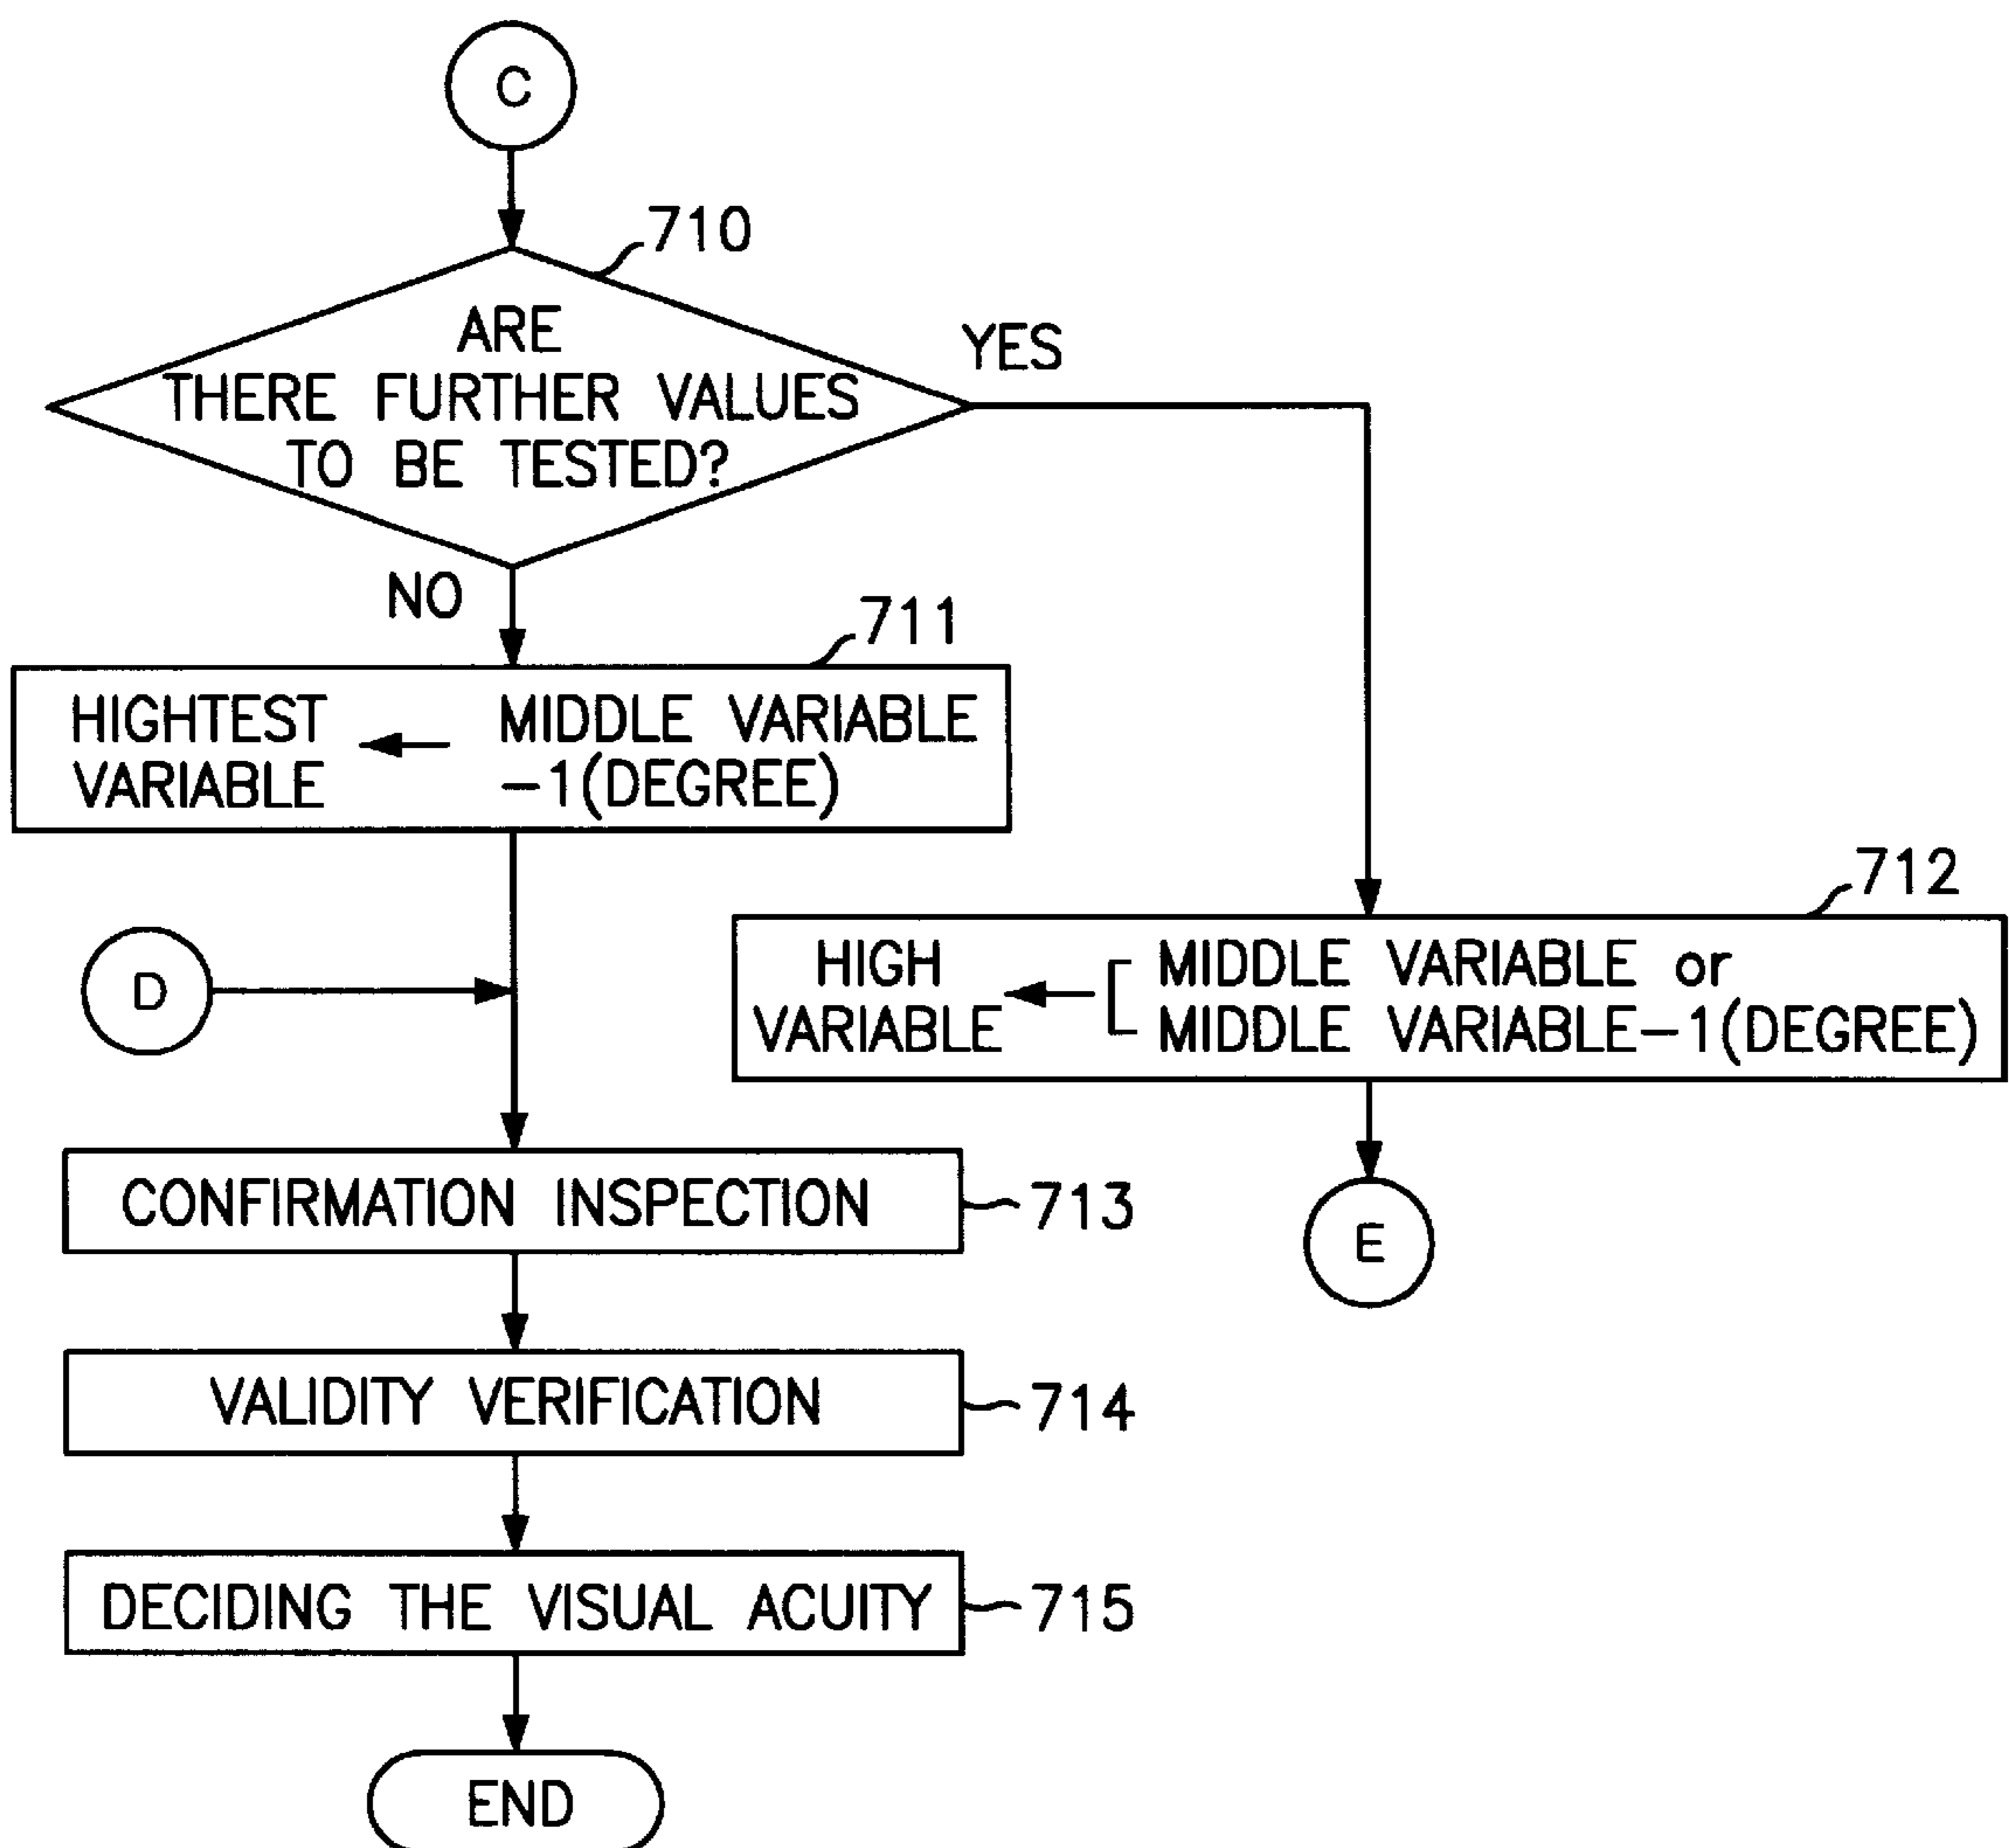 C
710
ARE
THERE FURTHER VALUES
TO BE TESTED?
YES
NO
711
HIGHTEST
VARIABLE
MIDDLE VARIABLE
-1(DEGREE)
712
HIGH
VARIABLE
MIDDLE VARIABLE or
MIDDLE VARIABLE-1(DEGREE)
D
E
CONFIRMATION INSPECTION
713
VALIDITY VERIFICATION
714
DECIDING THE VISUAL ACUITY
715
END